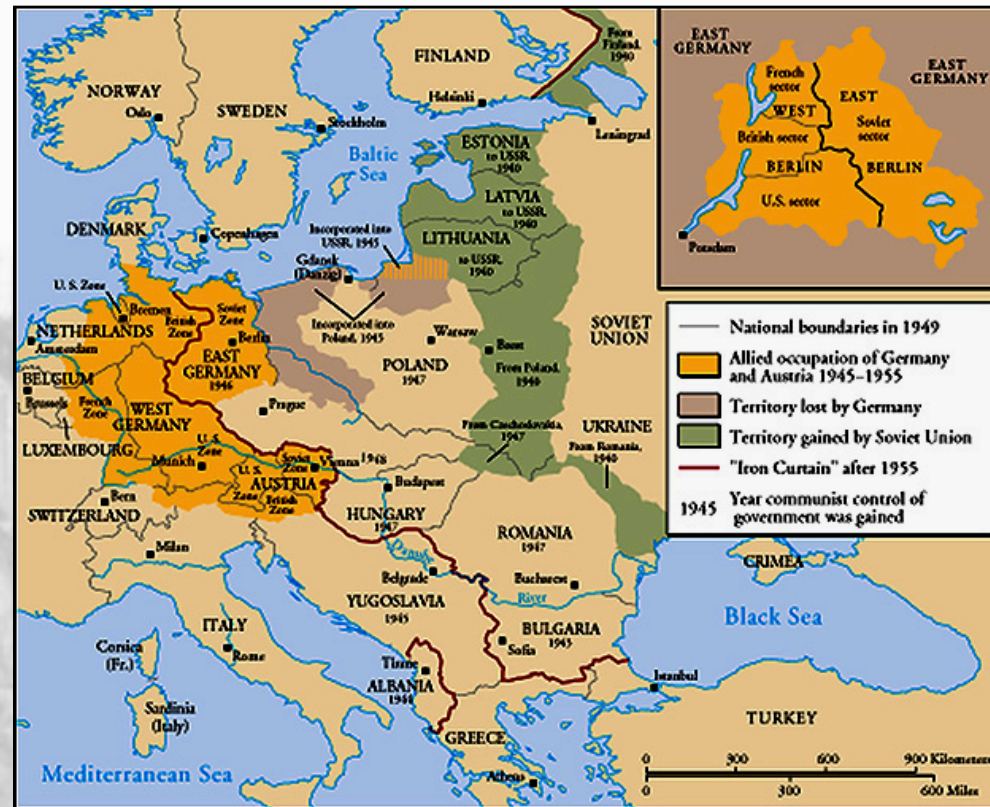 NORWAY
Oslo
SWEDEN
Stockholm
FINLAND
Helsinki
From
Finland,
1940
Leningrad
Baltic
Sea
ESTONIA
to USSR,
1940
LATVIA
to USSR,
1940
LITHUANIA
to USSR,
1940
DENMARK
Copenhagen
Incorporated into
USSR, 1945
Gdansk
(Danzig)
Incorporated into
Poland, 1945
U. S. Zone
Bremen
British
Zone
Soviet
Zone
Berlin
NETHERLANDS
Amsterdam
EAST
GERMANY
1946
Warsaw
POLAND
1947
Brest
From Poland,
1940
SOVIET
UNION
BELGIUM
Brussels
French
Zone
WEST
GERMANY
LUXEMBOURG
Prague
From Czechoslovakia,
1947
UKRAINE
From Romania,
1940
U. S.
Zone
Munich
Soviet
Zone
Vienna
U. S.
Zone
AUSTRIA
British
Zone
Bern
SWITZERLAND
Budapest
HUNGARY
1947
ROMANIA
1947
Milan
Danube
River
Belgrade
Bucharest
CRIMEA
YUGOSLAVIA
1945
BULGARIA
Sofia
Black Sea
ITALY
Rome
Corsica
(Fr.)
Sardinia
(Italy)
ALBANIA
Istanbul
TURKEY
GREECE
Athens
Mediterranean Sea
0 300 600 900 Kilometers
0 300 600 Miles
EAST
GERMANY
EAST
GERMANY
French
sector
WEST
EAST
Soviet
sector
British sector
BERLIN
BERLIN
U.S. sector
Potsdam
National boundaries in 1949
Allied occupation of Germany
and Austria 1945–1955
Territory lost by Germany
Territory gained by Soviet Union
"Iron Curtain" after 1955
1945 Year communist control of
government was gained